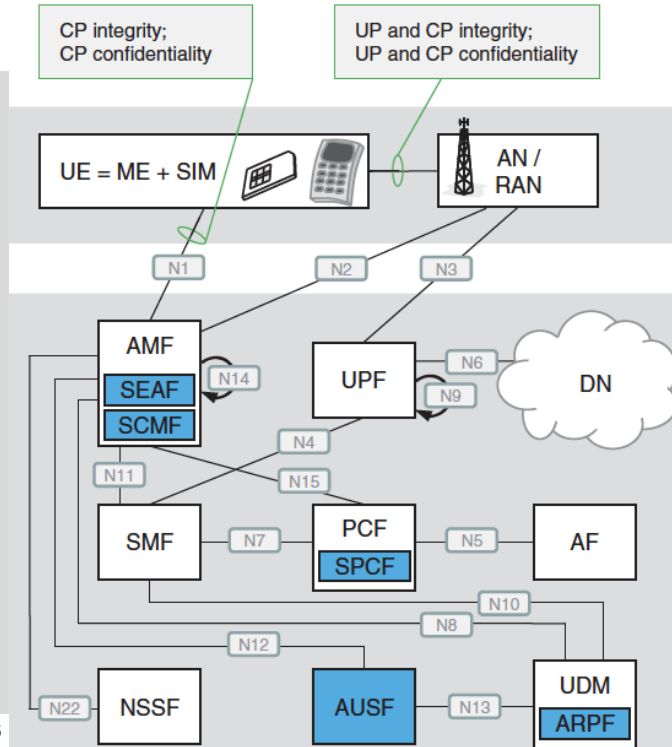 CP integrity;
CP confidentiality
UP and CP integrity;
UP and CP confidentiality
UE = ME + SIM
AN /
RAN
N1
N2
N3
AMF
SEAF
SCMF
N14
UPF
N6
N9
DN
N4
N11
N15
SMF
N7
PCF
SPCF
N5
AF
N10
N8
N12
N22
NSSF
AUSF
N13
UDM
ARPF